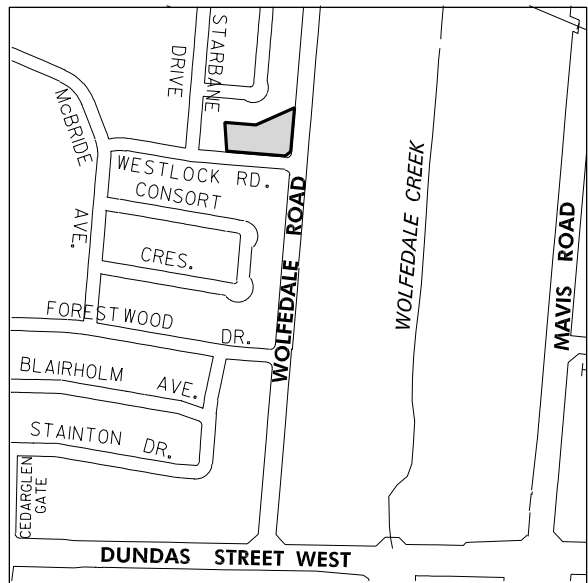 STARBANE
DRIVE
McBRIDE
AVE.
WESTLOCK RD.
CONSORT
CRES.
WOLFEDALE ROAD
WOLFEDALE CREEK
MAVIS ROAD
FORESTWOOD DR.
BLAIRHOLM AVE.
STAINTON DR.
CEDARGLEN
GATE
DUNDAS STREET WEST